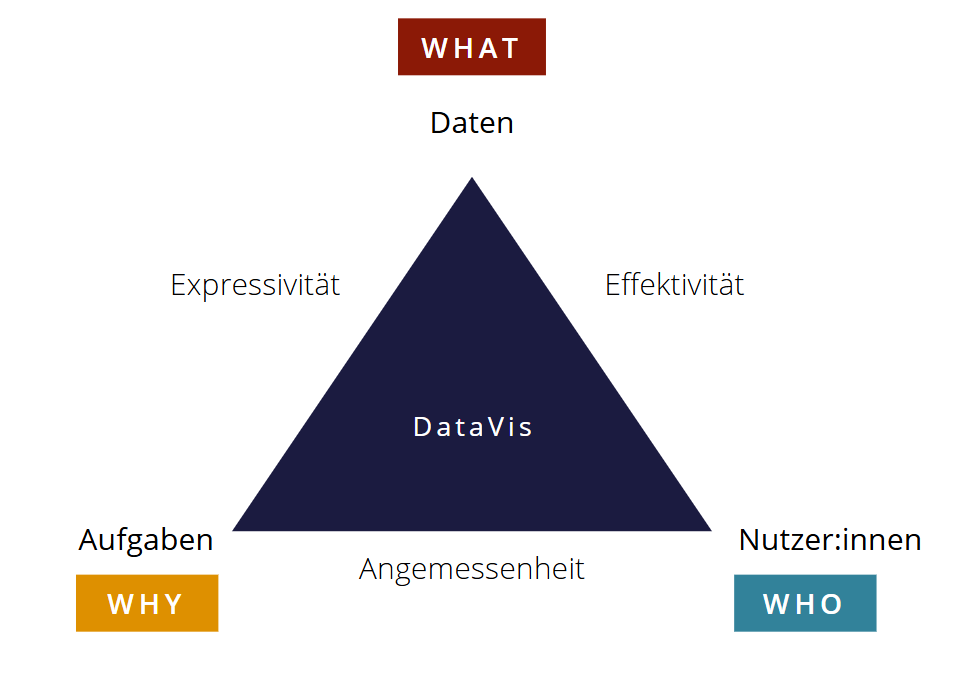 WHAT
Daten
Expressivität
Effektivität
DataVis
Aufgaben
Nutzer:innen
Angemessenheit
WHY
WHO